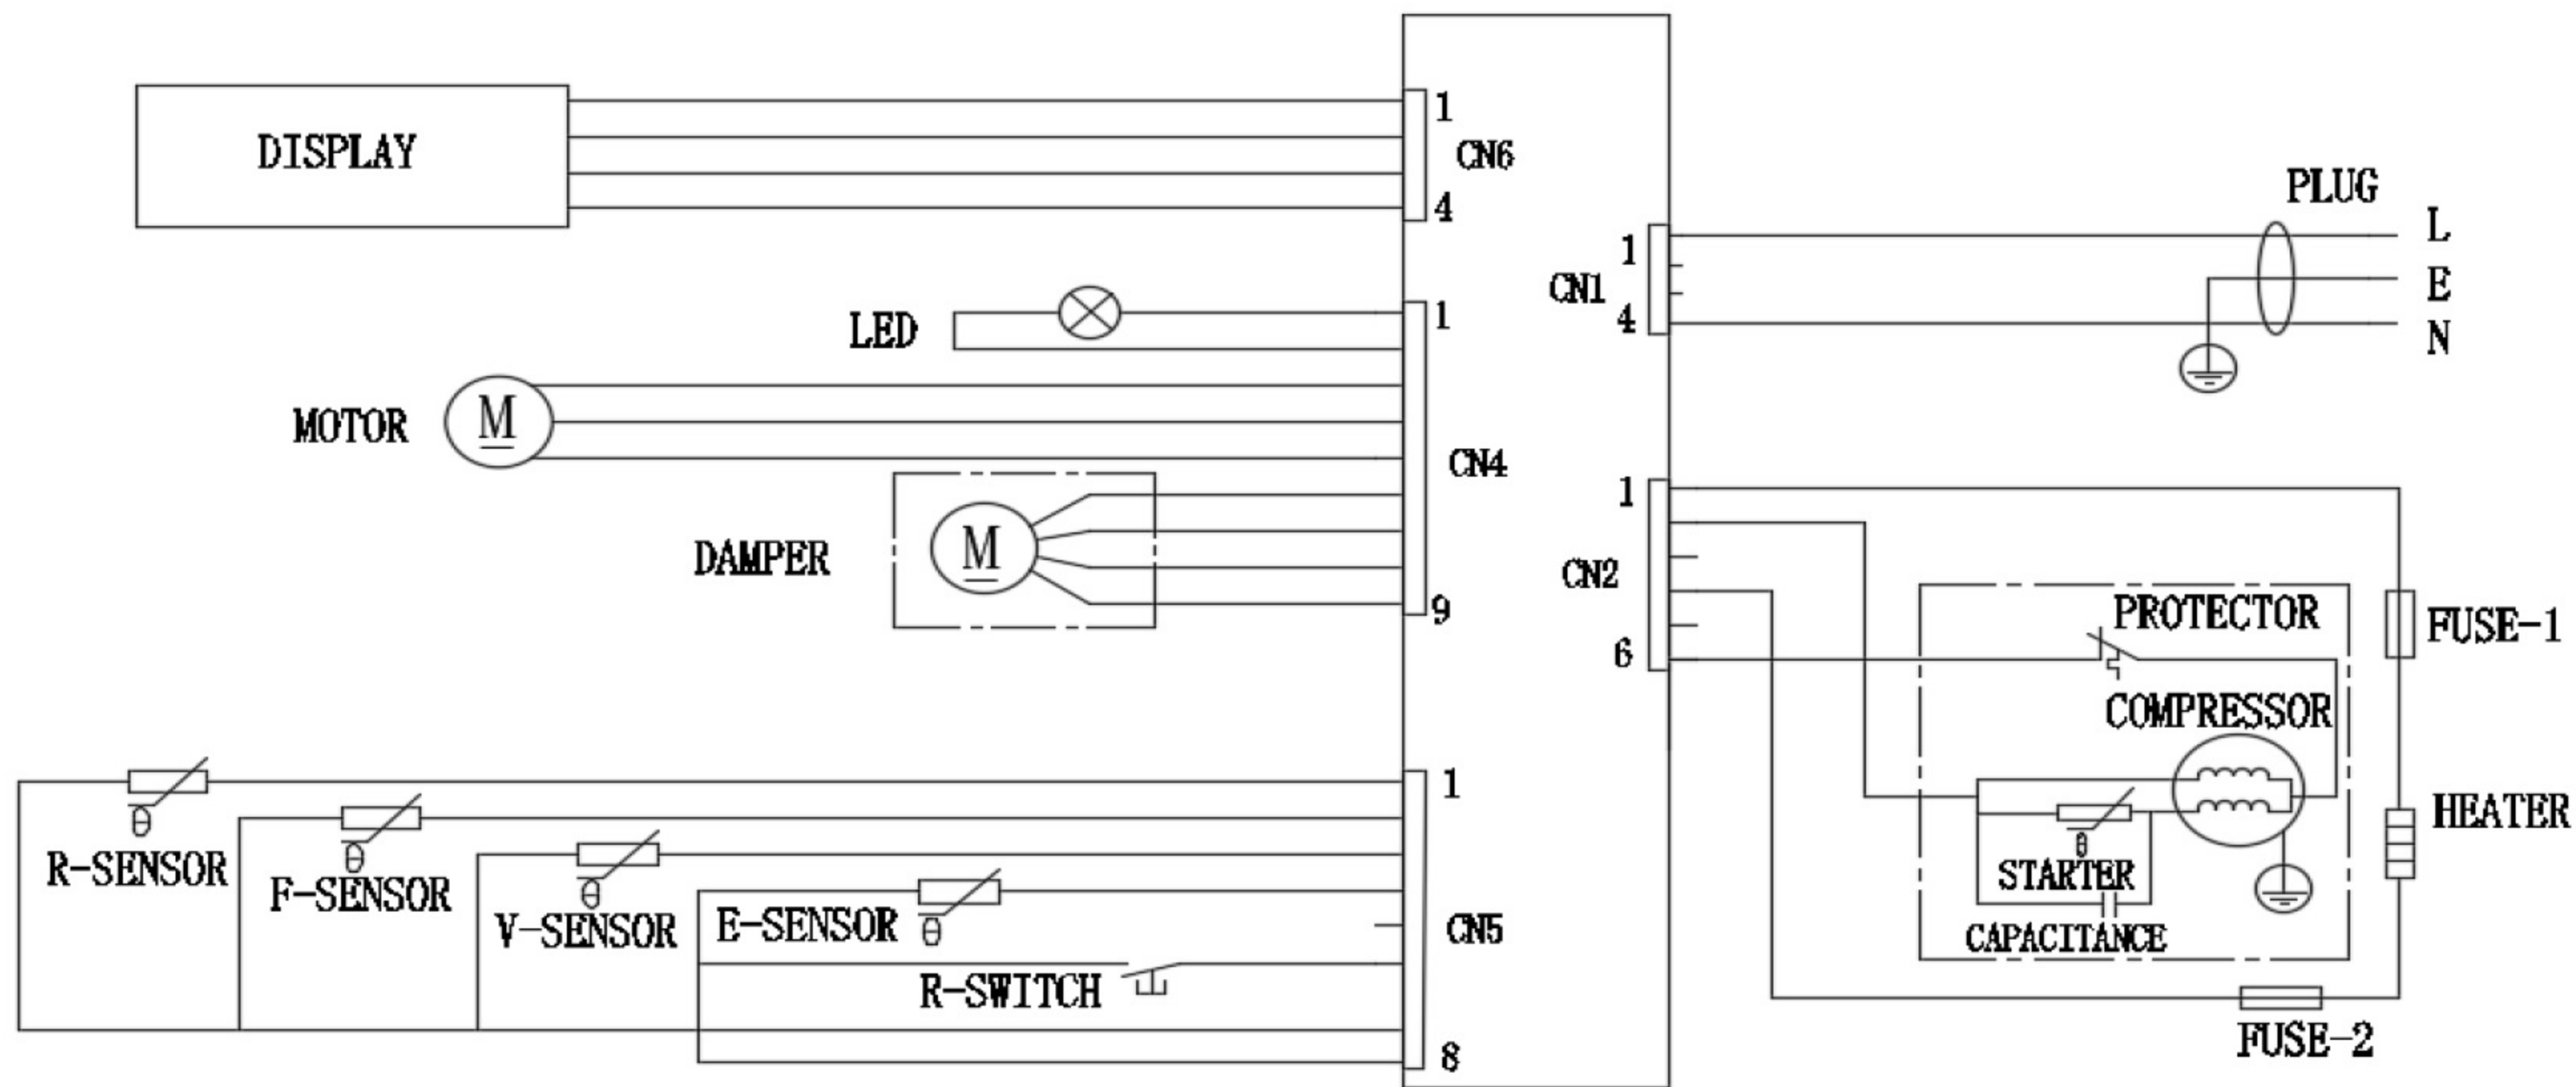 DISPLAY
1
CN6
4
PLUG
L
E
N
1
CN1
4
LED
1
MOTOR
M
CN4
DAMPER
M
9
1
CN2
6
PROTECTOR
FUSE-1
COMPRESSOR
HEATER
θ
STARTER
CAPACITANCE
FUSE-2
1
θ
R-SENSOR
θ
F-SENSOR
θ
V-SENSOR
E-SENSOR
θ
CN5
R-SWITCH
8